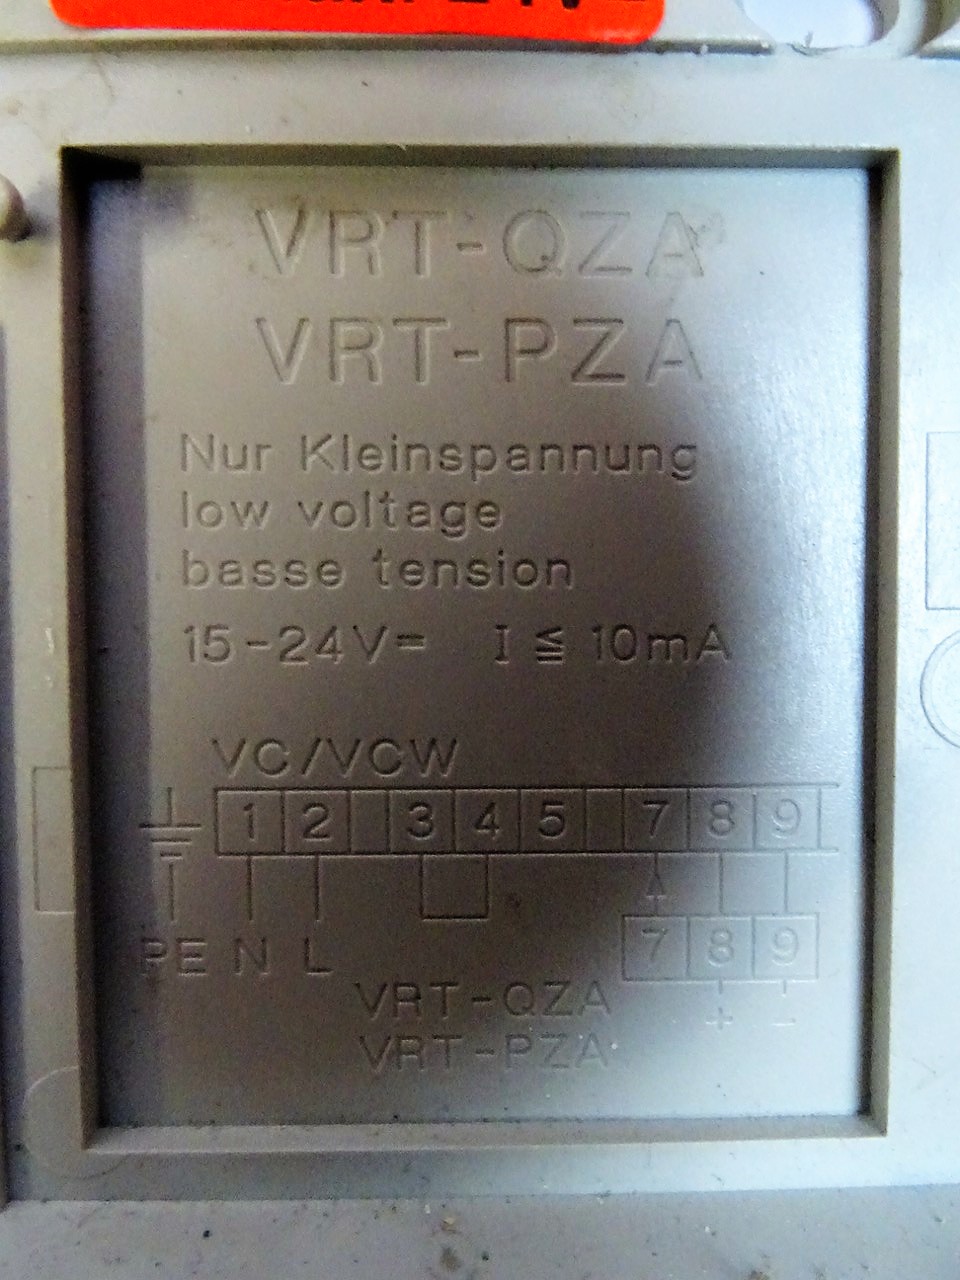 VRT-QZA
VRT-PZA
Nur Kleinspannung
low voltage
basse tension
15-24V= I ≦ 10mA
VC/VCW
1 2 3 4 5 7 8 9
7 8 9
PE N L
VRT-QZA
+ -
VRT-PZA